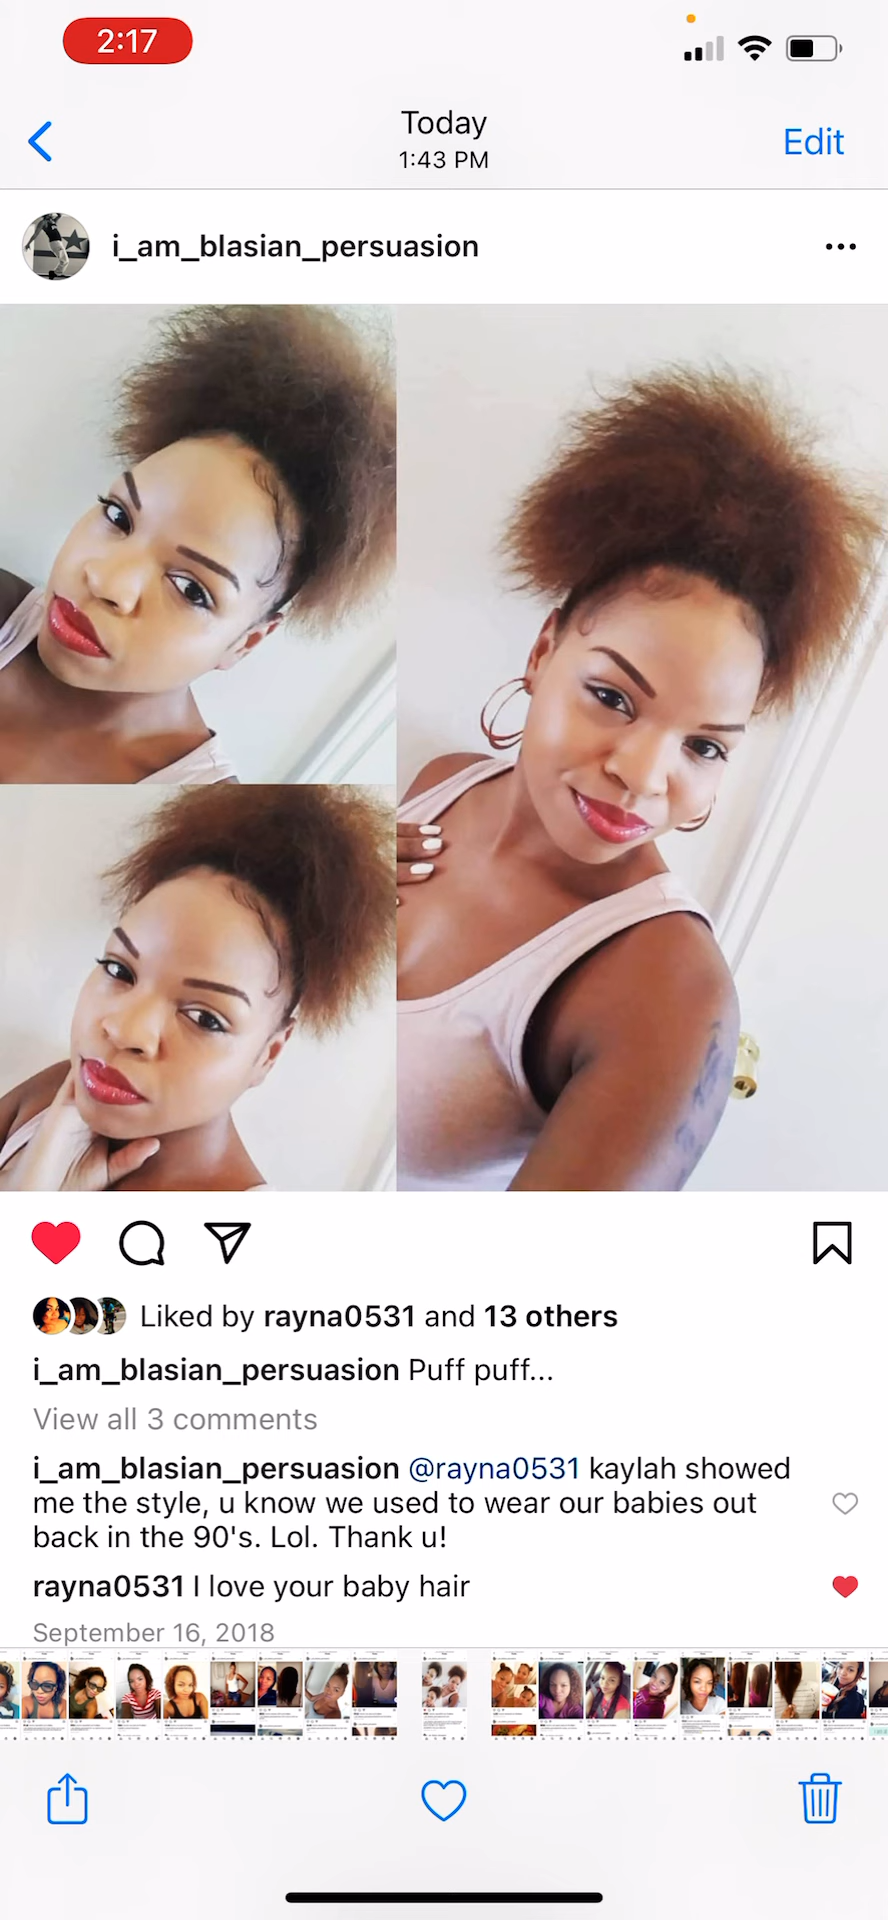 2:17
Today
1:43 PM
Edit
i_am_blasian_persuasion
Liked by rayna0531 and 13 others
i_am_blasian_persuasion Puff puff...
View all 3 comments
i_am_blasian_persuasion @rayna0531 kaylah showed
me the style, u know we used to wear our babies out
back in the 90's. Lol. Thank u!
rayna0531 I love your baby hair
September 16, 2018